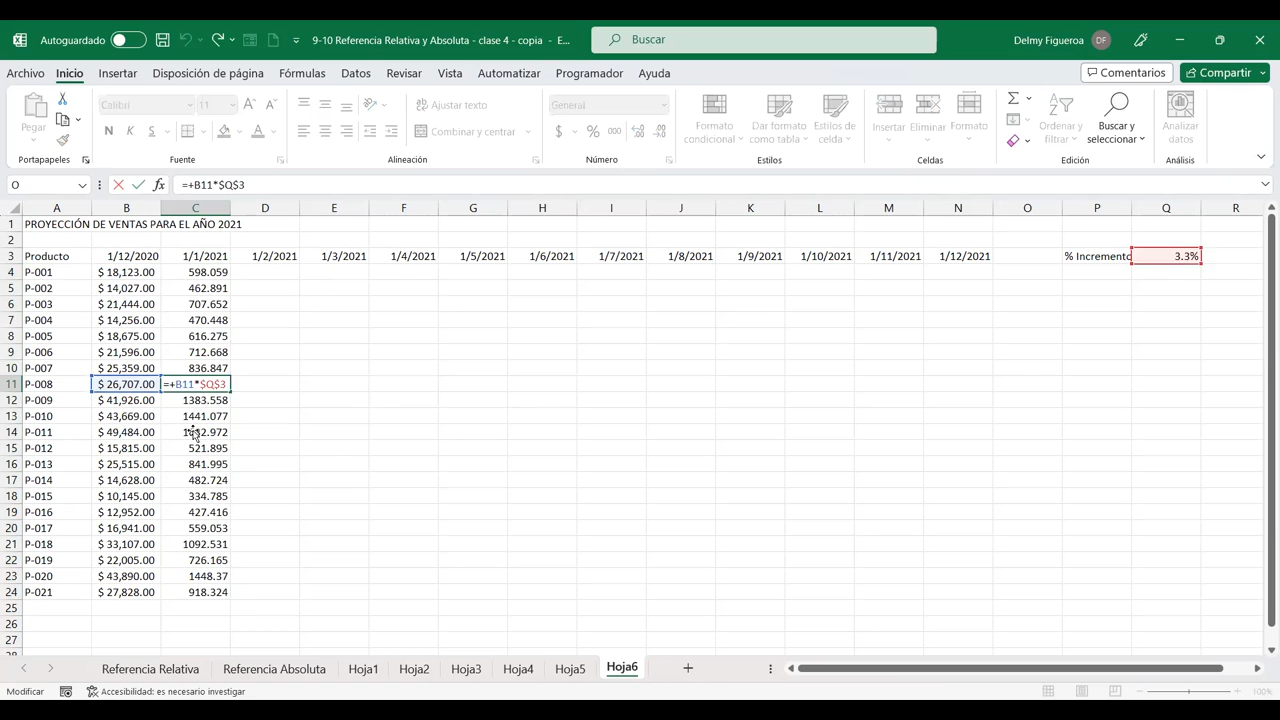 Autoguardado
9-10 Referencia Relativa y Absoluta - clase 4 - copia - E...
Buscar
Delmy Figueroa DF
Archivo Inicio Insertar Disposición de página Fórmulas Datos Revisar Vista Automatizar Programador Ayuda Comentarios Compartir
Pegar
Portapapeles
Calibri 11 A A
N K S A
Fuente
ab
Ajustar texto
Combinar y centrar
Alineación
General
$ % 000
Número
Formato condicional
Dar formato como tabla
Estilos de celda
Estilos
Insertar Eliminar Formato
Celdas
Ordenar y filtrar
Buscar y seleccionar
Edición
Analizar datos
Análisis
O fx =+B11*$Q$3
A B C D E F G H I J K L M N O P Q R
1 PROYECCIÓN DE VENTAS PARA EL AÑO 2021
2
3 Producto 1/12/2020 1/1/2021 1/2/2021 1/3/2021 1/4/2021 1/5/2021 1/6/2021 1/7/2021 1/8/2021 1/9/2021 1/10/2021 1/11/2021 1/12/2021 % Incremento 3.3%
4 P-001 $ 18,123.00 598.059
5 P-002 $ 14,027.00 462.891
6 P-003 $ 21,444.00 707.652
7 P-004 $ 14,256.00 470.448
8 P-005 $ 18,675.00 616.275
9 P-006 $ 21,596.00 712.668
10 P-007 $ 25,359.00 836.847
11 P-008 $ 26,707.00 =+B11*$Q$3
12 P-009 $ 41,926.00 1383.558
13 P-010 $ 43,669.00 1441.077
14 P-011 $ 49,484.00
15 P-012 $ 15,815.00 521.895
16 P-013 $ 25,515.00 841.995
17 P-014 $ 14,628.00 482.724
18 P-015 $ 10,145.00 334.785
19 P-016 $ 12,952.00 427.416
20 P-017 $ 16,941.00 559.053
21 P-018 $ 33,107.00 1092.531
22 P-019 $ 22,005.00 726.165
23 P-020 $ 43,890.00 1448.37
24 P-021 $ 27,828.00 918.324
25
26
27
Referencia Relativa Referencia Absoluta Hoja1 Hoja2 Hoja3 Hoja4 Hoja5 Hoja6
Modificar Accesibilidad: es necesario investigar 100%